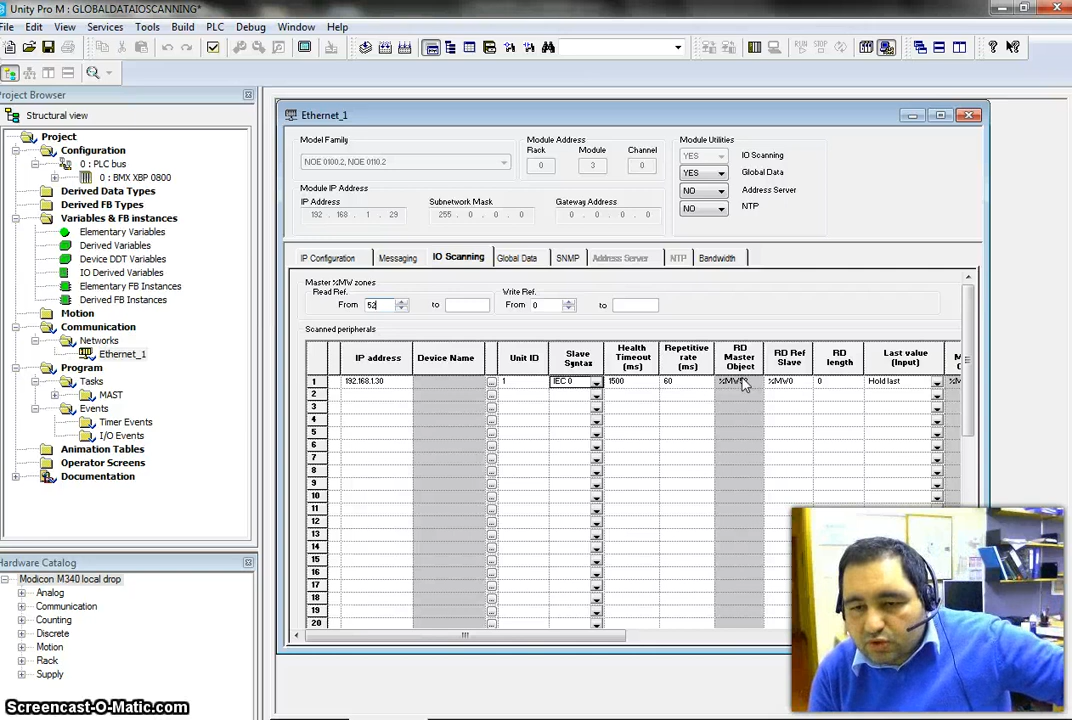 Unity Pro M : GLOBALDATAIOSCANNING*
File Edit View Services Tools Build PLC Debug Window Help
Project Browser
Structural view
Project
Configuration
0 : PLC bus
0 : BMX XBP 0800
Derived Data Types
Derived FB Types
Variables & FB instances
Elementary Variables
Derived Variables
Device DDT Variables
IO Derived Variables
Elementary FB Instances
Derived FB Instances
Motion
Communication
Networks
Ethernet_1
Program
Tasks
MAST
Events
Timer Events
I/O Events
Animation Tables
Operator Screens
Documentation
Hardware Catalog
Modicon M340 local drop
Analog
Communication
Counting
Discrete
Motion
Rack
Supply
Ethernet_1
Model Family
NOE 0100.2, NOE 0110.2
Module Address
Rack Module Channel
0 3 0
Module Utilities
YES IO Scanning
YES Global Data
NO Address Server
NO NTP
Module IP Address
IP Address Subnetwork Mask Gateway Address
192 . 168 . 1 . 29 255 . 0 . 0 . 0 0 . 0 . 0 . 0
IP Configuration Messaging IO Scanning Global Data SNMP Address Server NTP Bandwidth
Master %MW zones
Read Ref. Write Ref.
From 52 to From 0 to
Scanned peripherals
IP address Device Name Unit ID Slave Syntax Health Timeout (ms) Repetitive rate (ms) RD Master Object RD Ref Slave RD length Last value (Input)
1 192.168.1.30 ... 1 IEC 0 1500 60 %MW0 0 Hold last
2 ...
3 ...
4 ...
5 ...
6 ...
7 ...
8 ...
9 ...
10 ...
11 ...
12 ...
13 ...
14 ...
15 ...
16 ...
17 ...
18 ...
19 ...
20 ...
Screencast-O-Matic.com